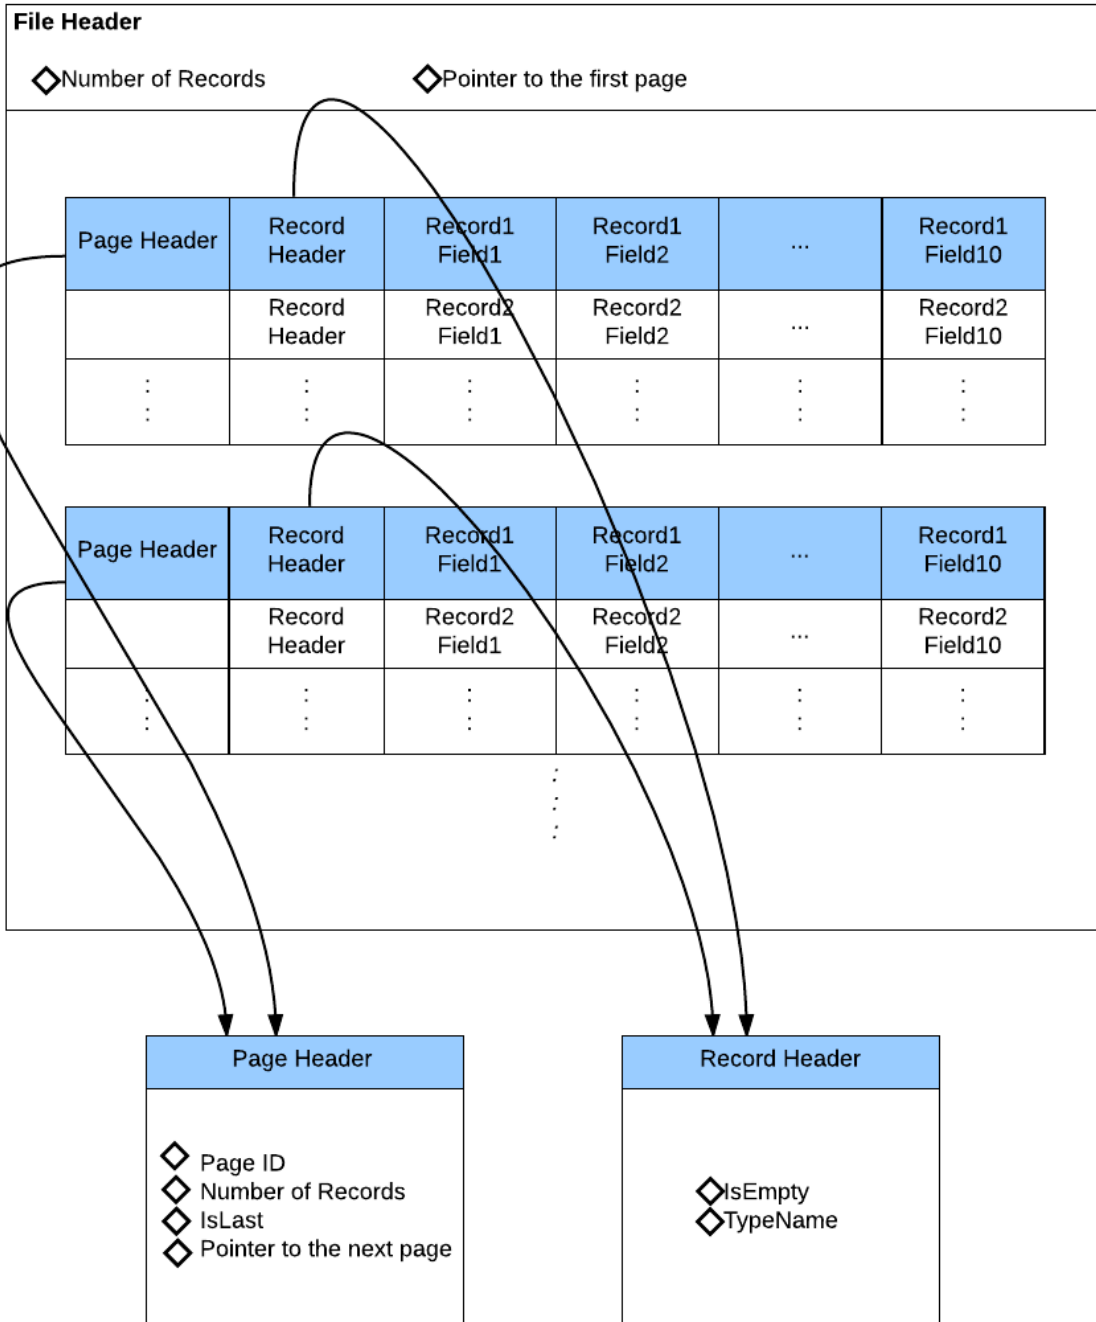 File Header
Number of Records Pointer to the first page
Page Header Record Header Record1 Field1 Record1 Field2 ... Record1 Field10
Record Header Record2 Field1 Record2 Field2 ... Record2 Field10
: : : : : :
: : : : : :
Page Header Record Header Record1 Field1 Record1 Field2 ... Record1 Field10
Record Header Record2 Field1 Record2 Field2 ... Record2 Field10
: : : : : :
: : : : : :
:
:
:
Page Header
Page ID
Number of Records
IsLast
Pointer to the next page
Record Header
IsEmpty
TypeName